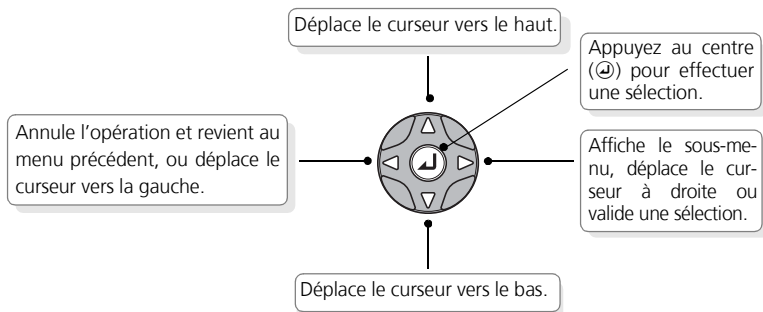 Déplace le curseur vers le haut.
Appuyez au centre
(⏎) pour effectuer
une sélection.
Annule l'opération et revient au
menu précédent, ou déplace le
curseur vers la gauche.
Affiche le sous-me-
nu, déplace le cur-
seur à droite ou
valide une sélection.
Déplace le curseur vers le bas.